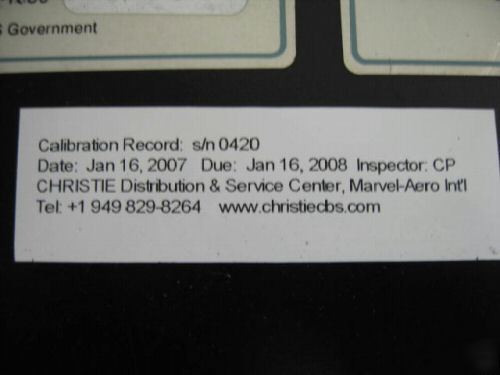 Government
Calibration Record: s/n 0420
Date: Jan 16, 2007 Due: Jan 16, 2008 Inspector: CP
CHRISTIE Distribution & Service Center, Marvel-Aero Int'l
Tel: +1 949 829-8264 www.christiecbs.com